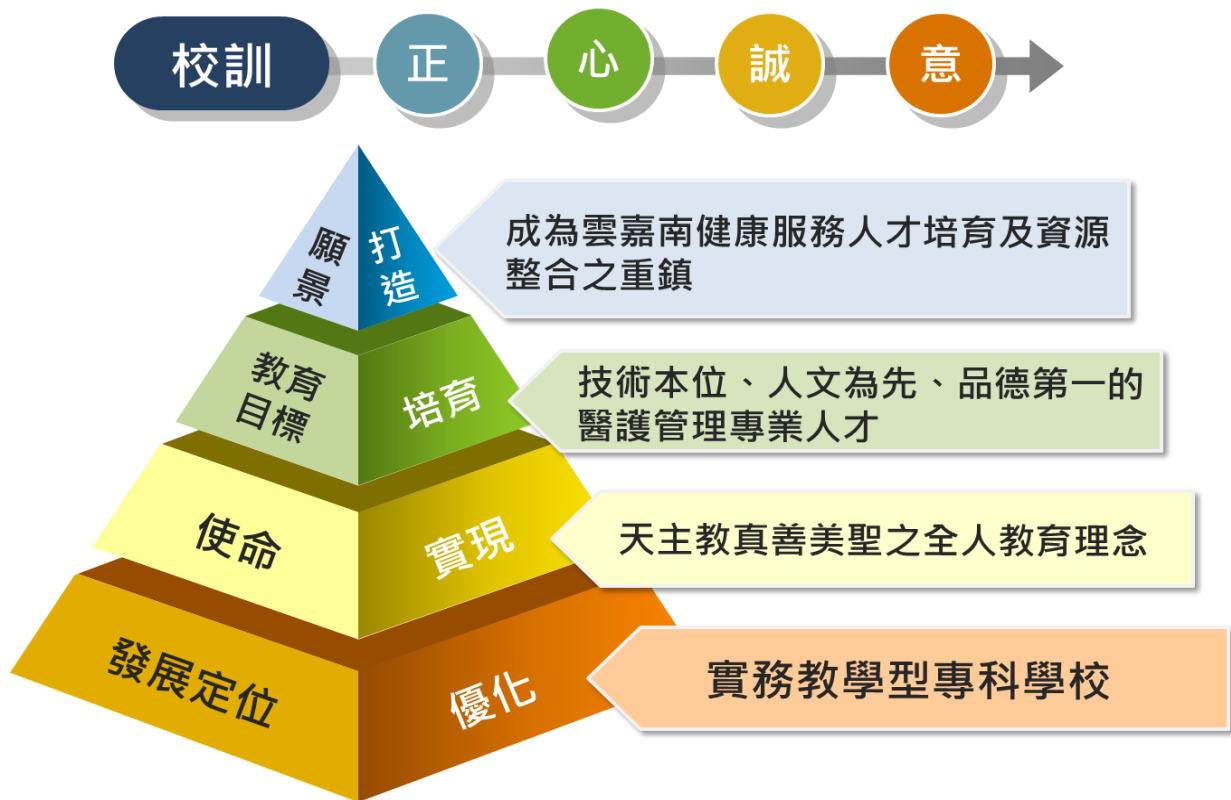 校訓 正 心 誠 意
願景
打造
成為雲嘉南健康服務人才培育及資源
整合之重鎮
教育
目標
培育
技術本位、人文為先、品德第一的
醫護管理專業人才
使命
實現
天主教真善美聖之全人教育理念
發展定位
優化
實務教學型專科學校